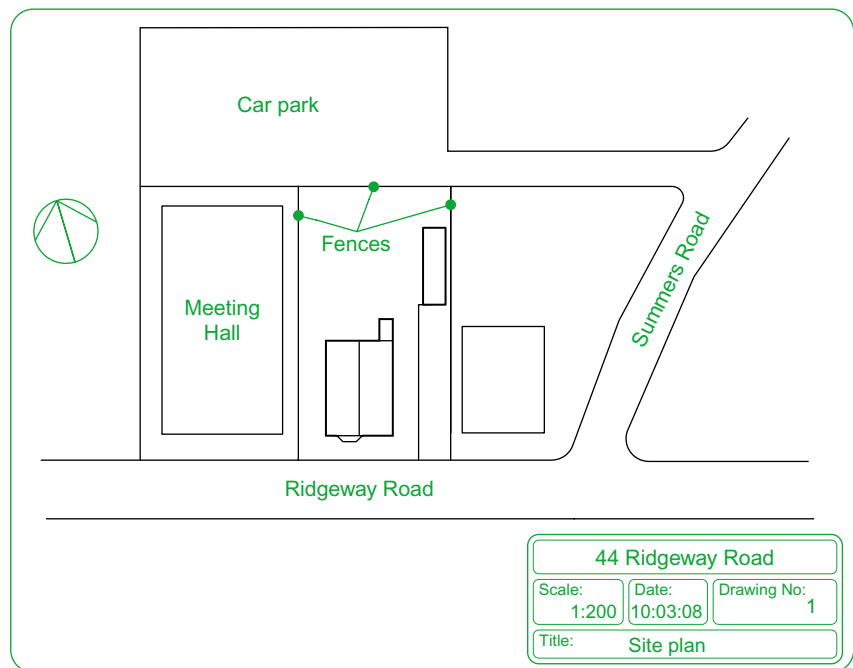 Car park
Fences
Meeting
Hall
Summers Road
Ridgeway Road
44 Ridgeway Road
Scale:
1:200
Date:
10:03:08
Drawing No:
1
Title:
Site plan